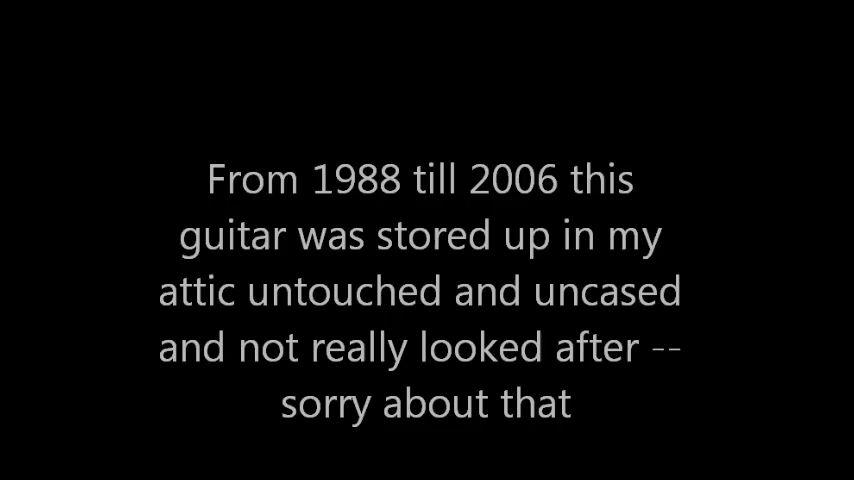 From 1988 till 2006 this
guitar was stored up in my
attic untouched and uncased
and not really looked after --
sorry about that